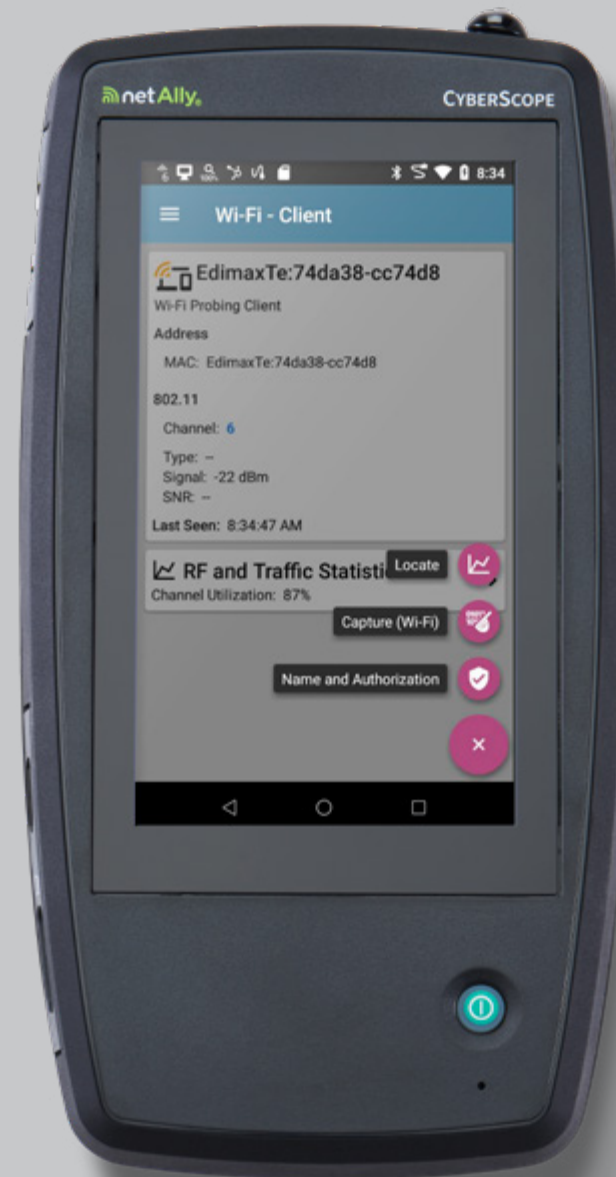 netAlly.
CYBERSCOPE
8:34
Wi-Fi - Client
EdimaxTe:74da38-cc74d8
Wi-Fi Probing Client
Address
MAC: EdimaxTe:74da38-cc74d8
802.11
Channel: 6
Type: --
Signal: -22 dBm
SNR: --
Last Seen: 8:34:47 AM
RF and Traffic Statisti
Locate
Channel Utilization: 87%
Capture (Wi-Fi)
Name and Authorization